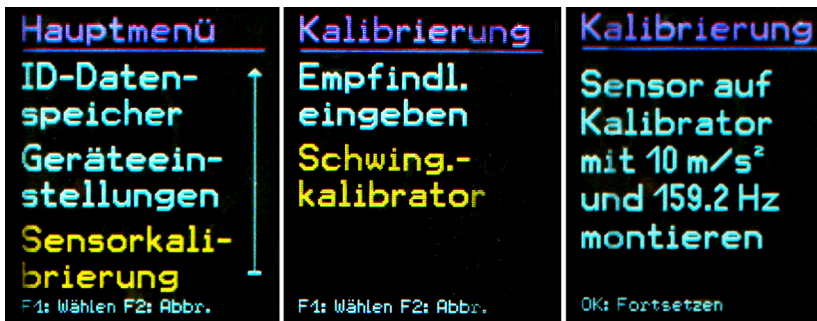 Hauptmenü
ID-Daten-
speicher
Geräteein-
stellungen
Sensorkali-
brierung
F1: Wählen F2: Abbr.
Kalibrierung
Empfindl.
eingeben
Schwing.-
kalibrator
F1: Wählen F2: Abbr.
Kalibrierung
Sensor auf
Kalibrator
mit 10 m/s²
und 159.2 Hz
montieren
OK: Fortsetzen